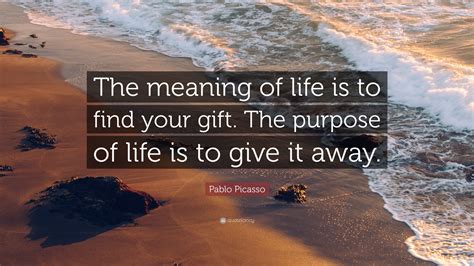 The meaning of life is to
find your gift. The purpose
of life is to give it away.
Pablo Picasso
quotefancy